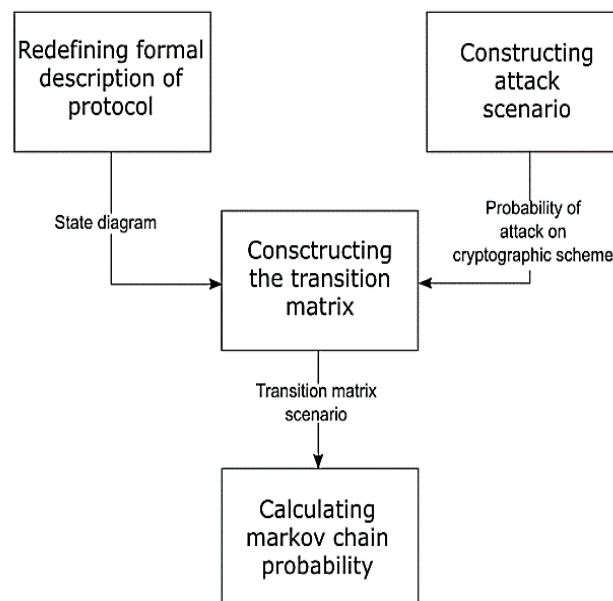 Redefining formal
description of
protocol
Constructing
attack
scenario
State diagram
Probability of
attack on
cryptographic scheme
Consctructing
the transition
matrix
Transition matrix
scenario
Calculating
markov chain
probability